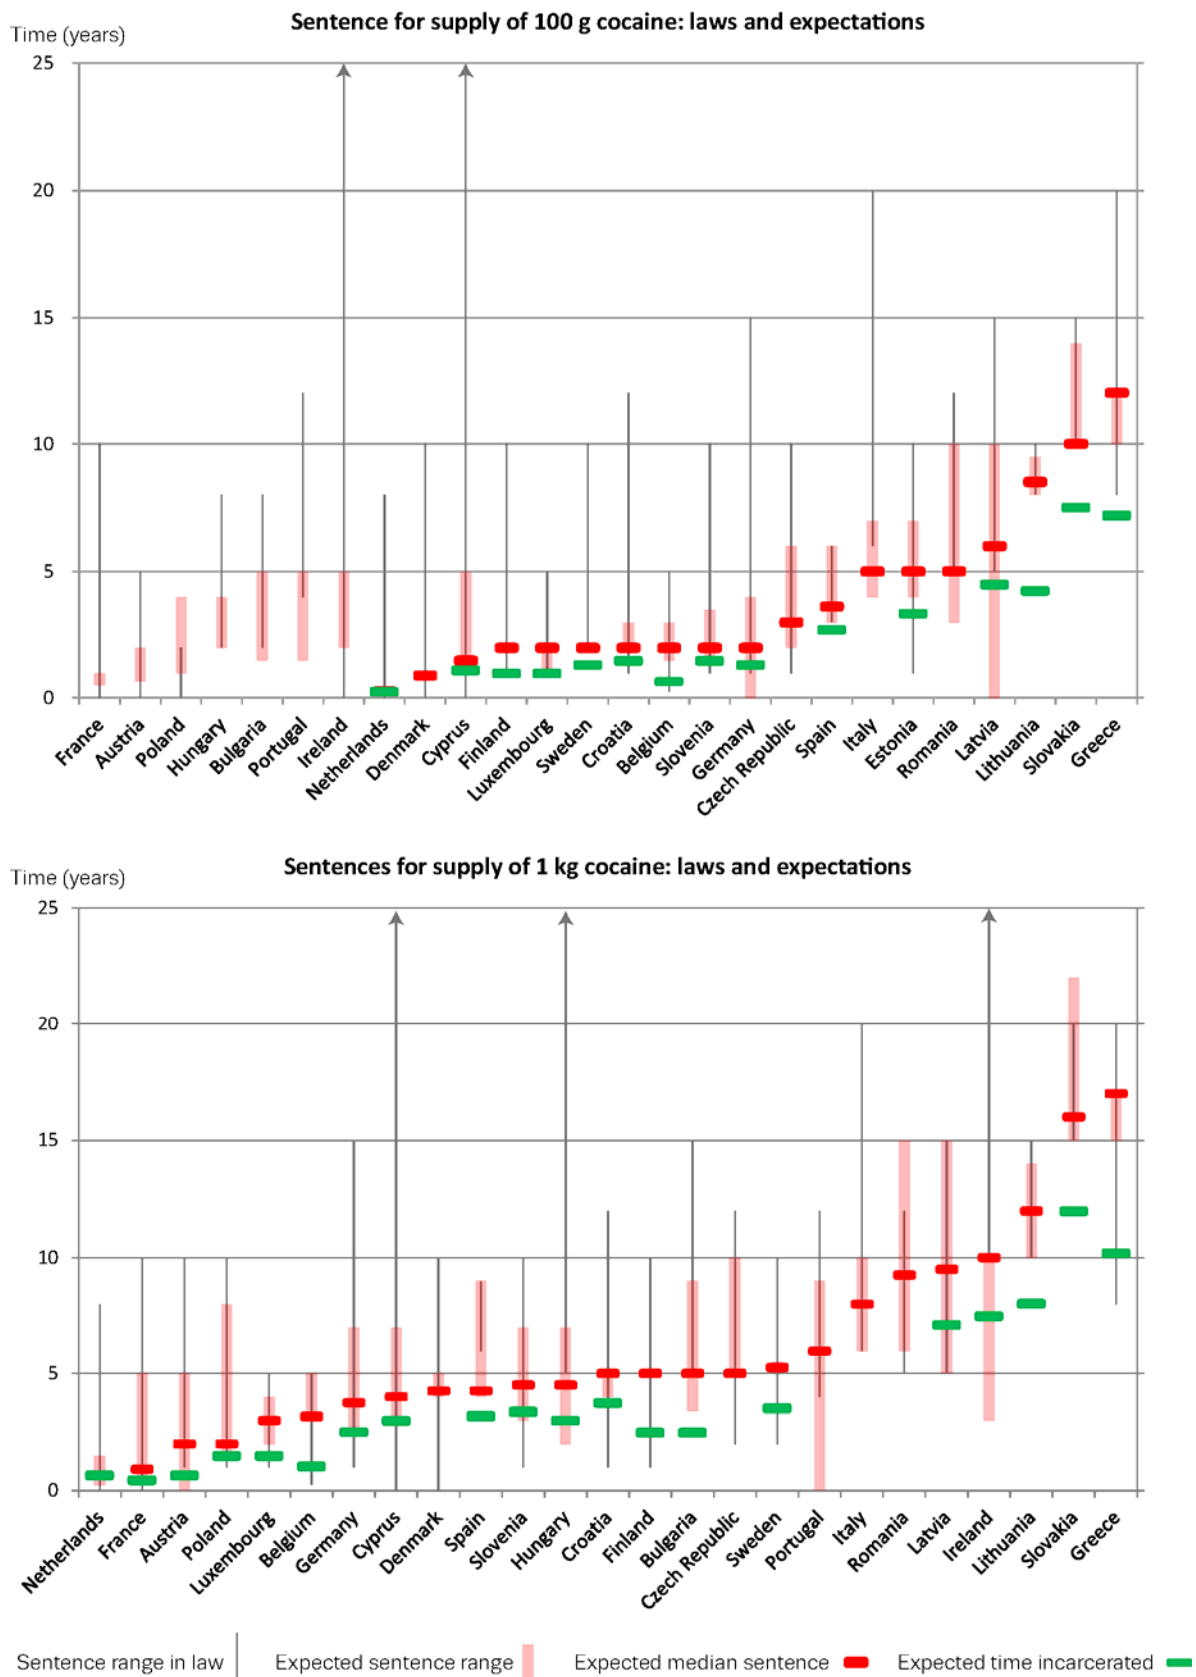 Sentence for supply of 100 g cocaine: laws and expectations
Time (years)
25
20
15
10
5
0
France
Austria
Poland
Hungary
Bulgaria
Portugal
Ireland
Netherlands
Denmark
Cyprus
Finland
Luxembourg
Sweden
Croatia
Belgium
Slovenia
Germany
Czech Republic
Spain
Italy
Estonia
Romania
Latvia
Lithuania
Slovakia
Greece
Sentences for supply of 1 kg cocaine: laws and expectations
Time (years)
25
20
15
10
5
0
Netherlands
France
Austria
Poland
Luxembourg
Belgium
Germany
Cyprus
Denmark
Spain
Slovenia
Hungary
Croatia
Finland
Bulgaria
Czech Republic
Sweden
Portugal
Italy
Romania
Latvia
Ireland
Lithuania
Slovakia
Greece
Sentence range in law Expected sentence range Expected median sentence Expected time incarcerated